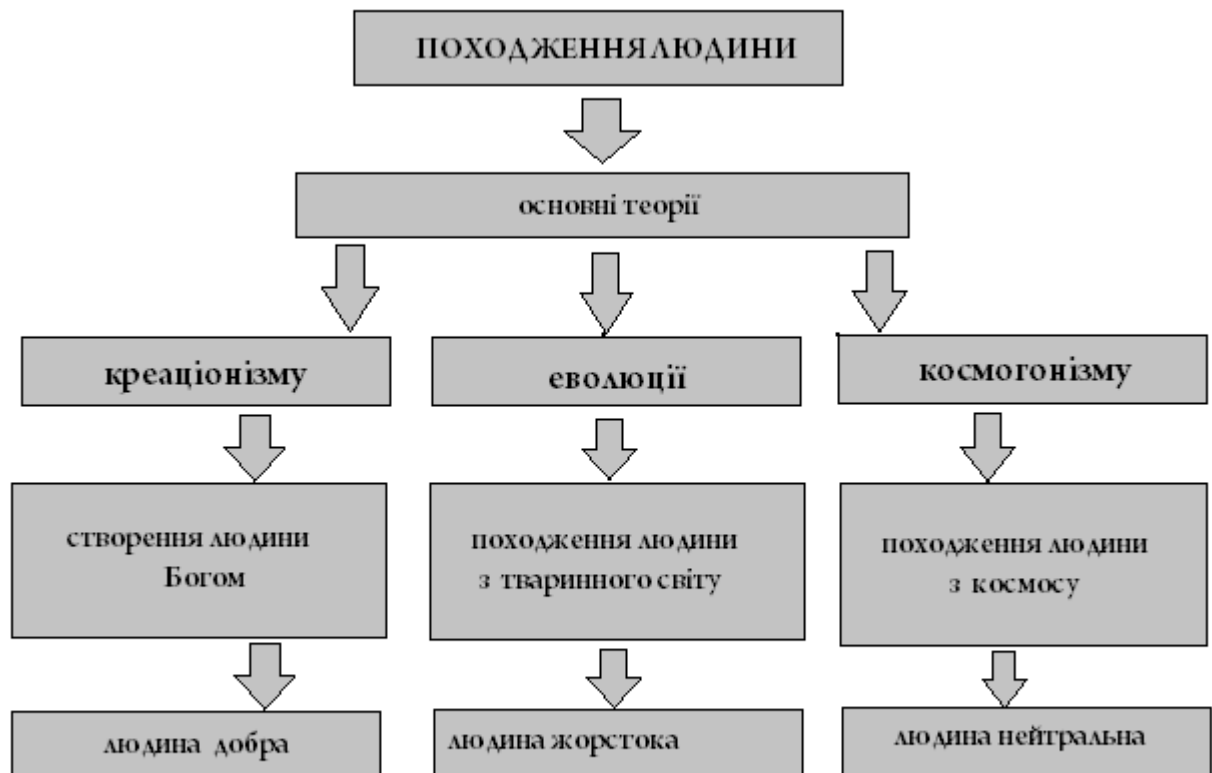 ПОХОДЖЕННЯ ЛЮДИНИ
основні теорії
креаціонізму
еволюції
космогонізму
створення людини
Богом
походження людини
з тваринного світу
походження людини
з космосу
людина добра
людина жорстока
людина нейтральна